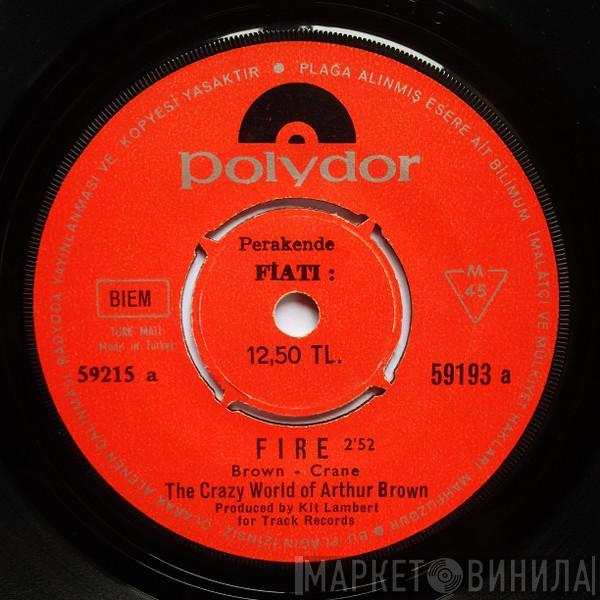 PLAĞA ALINMIŞ ESERE AİT BİLİMUM İMALATÇI VE MÜLKİYET HAKLARI MAHFUZDUR • BU PLAĞIN İZİNSİZ OLARAK ALENEN ÇALINMASI RADYODA YAYINLANMASI VE KOPYESİ YASAKTIR •
polydor
Perakende
FİATI :
BIEM
M
45
TÜRK MALI
Made in Turkey
12,50 TL.
59215 a
59193 a
FIRE 2'52
Brown - Crane
The Crazy World of Arthur Brown
Produced by Kit Lambert
for Track Records
МАРКЕТ ВИНИЛА